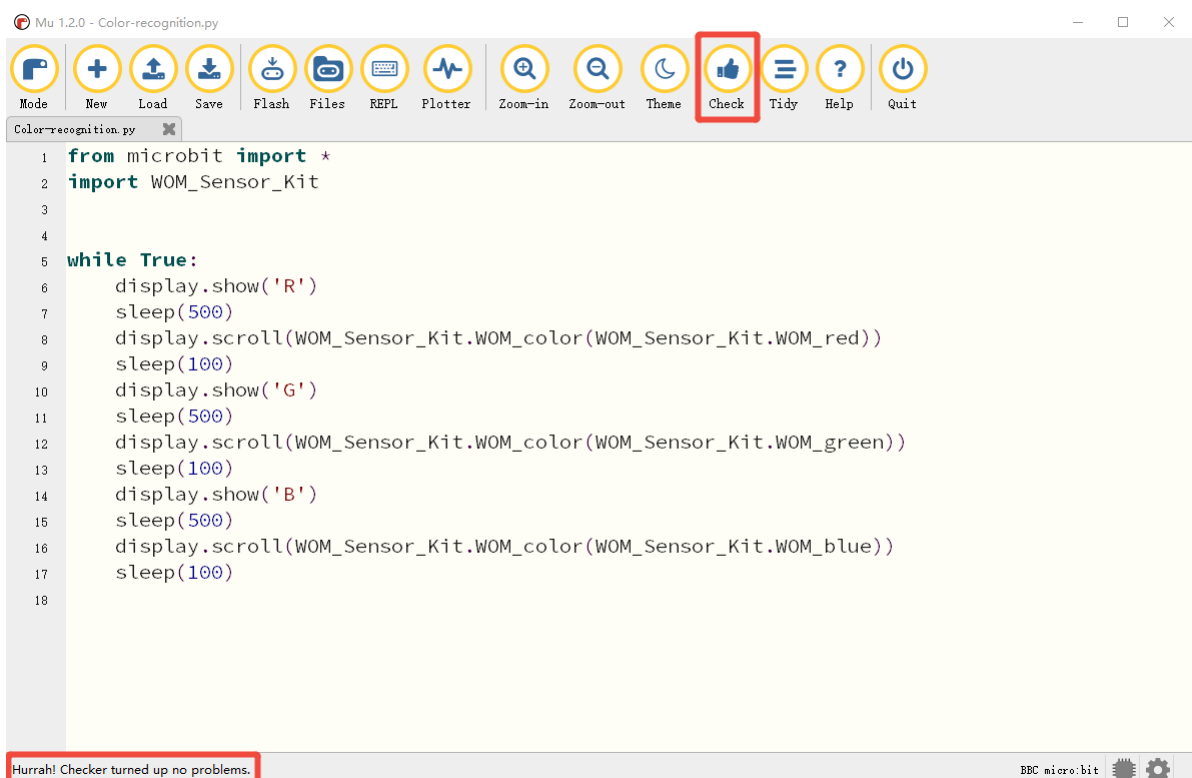 Mu 1.2.0 - Color-recognition.py
Mode New Load Save Flash Files REPL Plotter Zoom-in Zoom-out Theme Check Tidy Help Quit
Color-recognition.py
1 from microbit import *
2 import WOM_Sensor_Kit
3
4
5 while True:
6     display.show('R')
7     sleep(500)
8     display.scroll(WOM_Sensor_Kit.WOM_color(WOM_Sensor_Kit.WOM_red))
9     sleep(100)
10     display.show('G')
11     sleep(500)
12     display.scroll(WOM_Sensor_Kit.WOM_color(WOM_Sensor_Kit.WOM_green))
13     sleep(100)
14     display.show('B')
15     sleep(500)
16     display.scroll(WOM_Sensor_Kit.WOM_color(WOM_Sensor_Kit.WOM_blue))
17     sleep(100)
18
Hurrah! Checker turned up no problems. BBC micro:bit